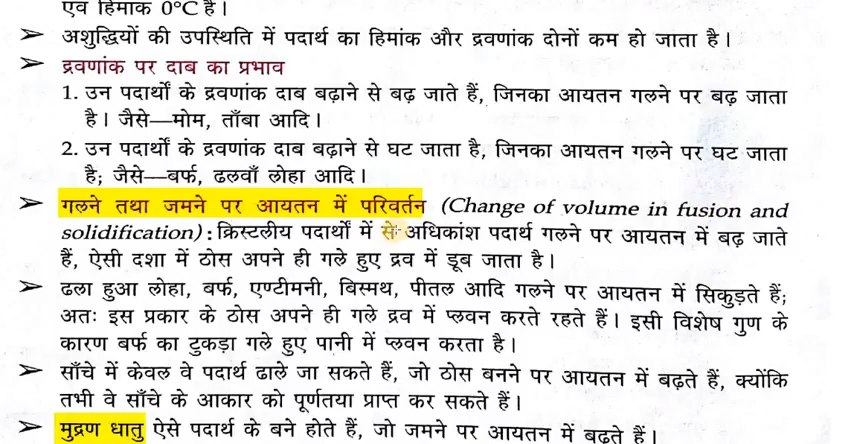 एवं हिमांक 0°C है।
➢ अशुद्धियों की उपस्थिति में पदार्थ का हिमांक और द्रवणांक दोनों कम हो जाता है।
➢ द्रवणांक पर दाब का प्रभाव
1. उन पदार्थों के द्रवणांक दाब बढ़ाने से बढ़ जाते हैं, जिनका आयतन गलने पर बढ़ जाता
है। जैसे—मोम, ताँबा आदि।
2. उन पदार्थों के द्रवणांक दाब बढ़ाने से घट जाता है, जिनका आयतन गलने पर घट जाता
है; जैसे—बर्फ, ढलवाँ लोहा आदि।
➢ गलने तथा जमने पर आयतन में परिवर्तन (Change of volume in fusion and
solidification) : क्रिस्टलीय पदार्थों में से अधिकांश पदार्थ गलने पर आयतन में बढ़ जाते
हैं, ऐसी दशा में ठोस अपने ही गले हुए द्रव में डूब जाता है।
➢ ढला हुआ लोहा, बर्फ, एण्टीमनी, बिस्मथ, पीतल आदि गलने पर आयतन में सिकुड़ते हैं;
अतः इस प्रकार के ठोस अपने ही गले द्रव में प्लवन करते रहते हैं। इसी विशेष गुण के
कारण बर्फ का टुकड़ा गले हुए पानी में प्लवन करता है।
➢ साँचे में केवल वे पदार्थ ढाले जा सकते हैं, जो ठोस बनने पर आयतन में बढ़ते हैं, क्योंकि
तभी वे साँचे के आकार को पूर्णतया प्राप्त कर सकते हैं।
➢ मुद्रण धातु ऐसे पदार्थ के बने होते हैं, जो जमने पर आयतन में बढ़ते हैं।